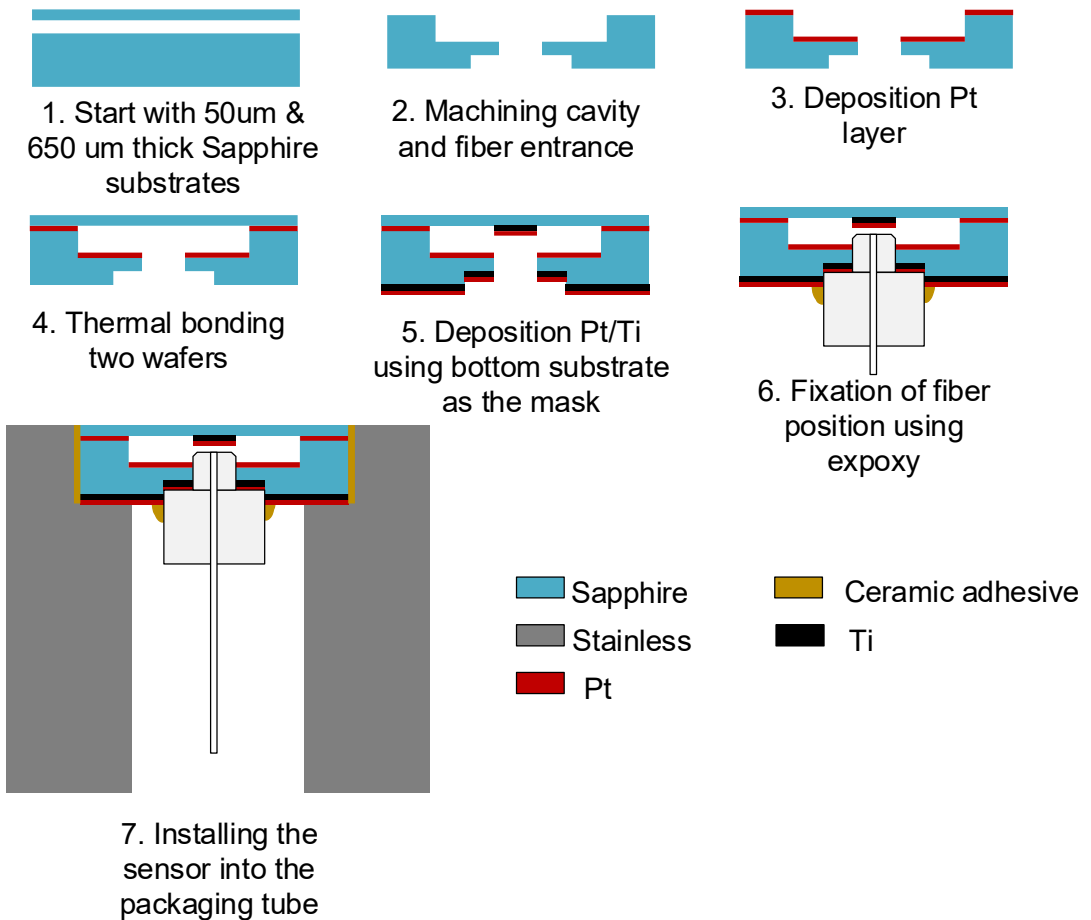 1. Start with 50um &
650 um thick Sapphire
substrates
2. Machining cavity
and fiber entrance
3. Deposition Pt
layer
4. Thermal bonding
two wafers
5. Deposition Pt/Ti
using bottom substrate
as the mask
6. Fixation of fiber
position using
expoxy
7. Installing the
sensor into the
packaging tube
Sapphire
Stainless
Pt
Ceramic adhesive
Ti